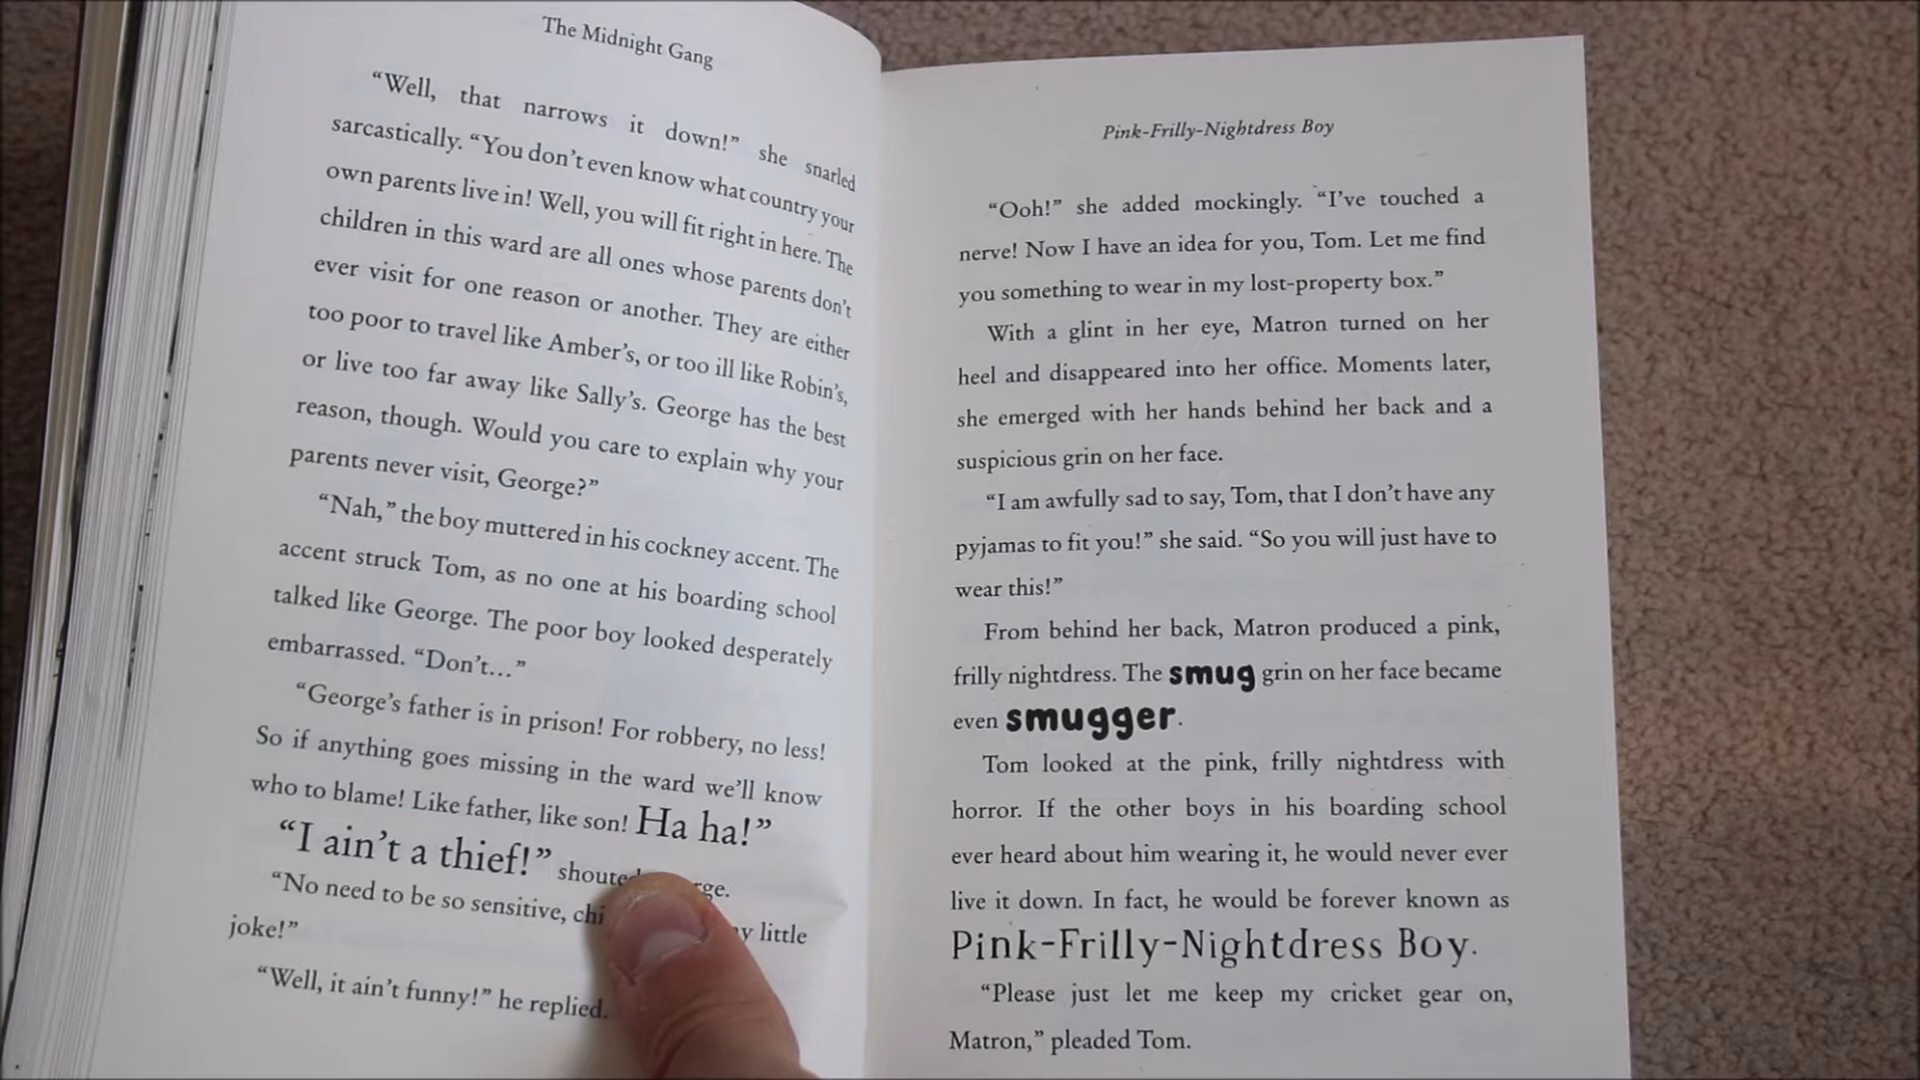 The Midnight Gang
“Well, that narrows it down!” she snarled
sarcastically. “You don’t even know what country your
own parents live in! Well, you will fit right in here. The
children in this ward are all ones whose parents don’t
ever visit for one reason or another. They are either
too poor to travel like Amber’s, or too ill like Robin’s,
or live too far away like Sally’s. George has the best
reason, though. Would you care to explain why your
parents never visit, George?”
“Nah,” the boy muttered in his cockney accent. The
accent struck Tom, as no one at his boarding school
talked like George. The poor boy looked desperately
embarrassed. “Don’t…”
“George’s father is in prison! For robbery, no less!
So if anything goes missing in the ward we’ll know
who to blame! Like father, like son! Ha ha!”
“I ain’t a thief!” shouted
“No need to be so sensitive, little
joke!”
“Well, it ain’t funny!” he replied.
Pink-Frilly-Nightdress Boy
“Ooh!” she added mockingly. “I’ve touched a
nerve! Now I have an idea for you, Tom. Let me find
you something to wear in my lost-property box.”
With a glint in her eye, Matron turned on her
heel and disappeared into her office. Moments later,
she emerged with her hands behind her back and a
suspicious grin on her face.
“I am awfully sad to say, Tom, that I don’t have any
pyjamas to fit you!” she said. “So you will just have to
wear this!”
From behind her back, Matron produced a pink,
frilly nightdress. The smug grin on her face became
even smugger.
Tom looked at the pink, frilly nightdress with
horror. If the other boys in his boarding school
ever heard about him wearing it, he would never ever
live it down. In fact, he would be forever known as
Pink-Frilly-Nightdress Boy.
“Please just let me keep my cricket gear on,
Matron,” pleaded Tom.